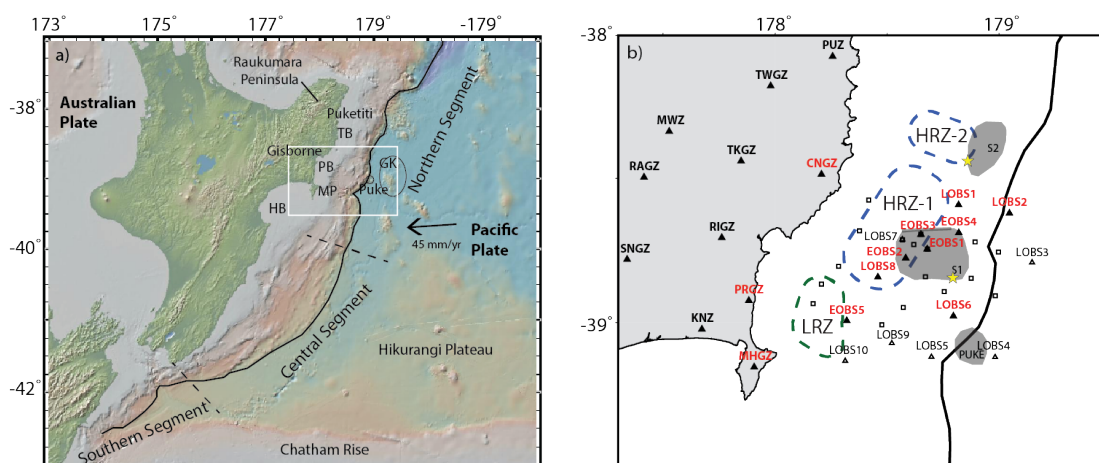 173° 175° 177° 179° -179°
a)
Raukumara
Peninsula
Australian
Plate
-38°
Puketiti
TB
Northern Segment
Gisborne
PB
GK
-39°
MP
Puke
HB
Pacific
Plate
45 mm/yr
-40°
-41°
Central Segment
Hikurangi Plateau
-42°
Southern Segment
Chatham Rise
178° 179°
-38°
b)
PUZ
TWGZ
MWZ
HRZ-2
S2
TKGZ
RAGZ
CNGZ
LOBS1
HRZ-1
LOBS2
EOBS3
EOBS4
RIGZ
LOBS7
EOBS1
SNGZ
EOBS2
LOBS3
LOBS8
S1
PRGZ
KNZ
LRZ
EOBS5
LOBS6
-39°
LOBS9
MHGZ
LOBS10
LOBS5
PUKE
LOBS4